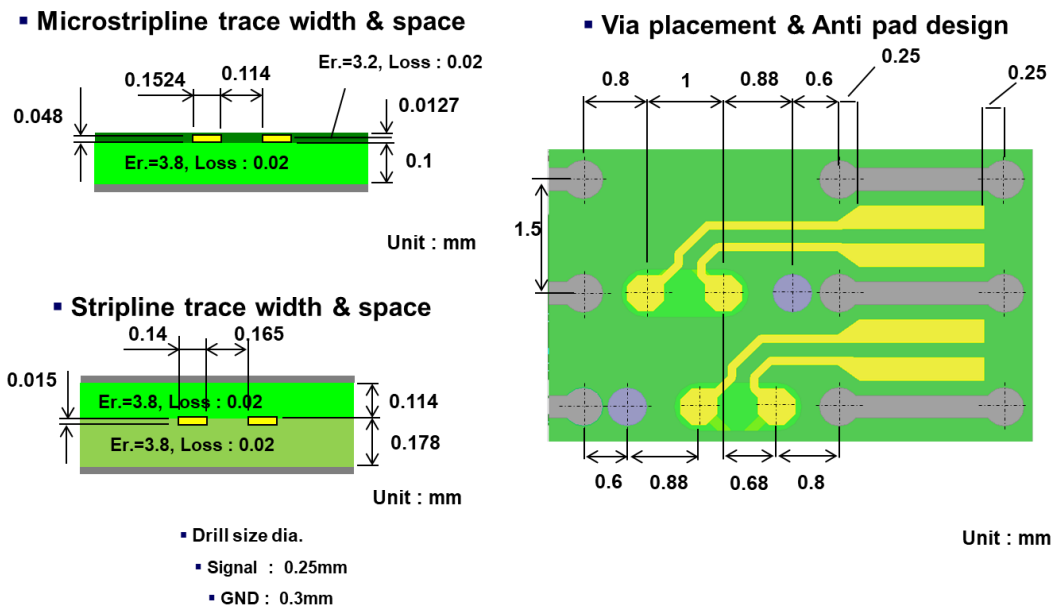 ▪ Microstripline trace width & space
Er.=3.2, Loss : 0.02
0.1524
0.114
0.048
0.0127
Er.=3.8, Loss : 0.02
0.1
Unit : mm
▪ Stripline trace width & space
0.14
0.165
0.015
Er.=3.8, Loss : 0.02
0.114
Er.=3.8, Loss : 0.02
0.178
Unit : mm
▪ Drill size dia.
▪ Signal : 0.25mm
▪ GND : 0.3mm
▪ Via placement & Anti pad design
0.25
0.8
1
0.88
0.6
0.25
1.5
0.6
0.88
0.68
0.8
Unit : mm